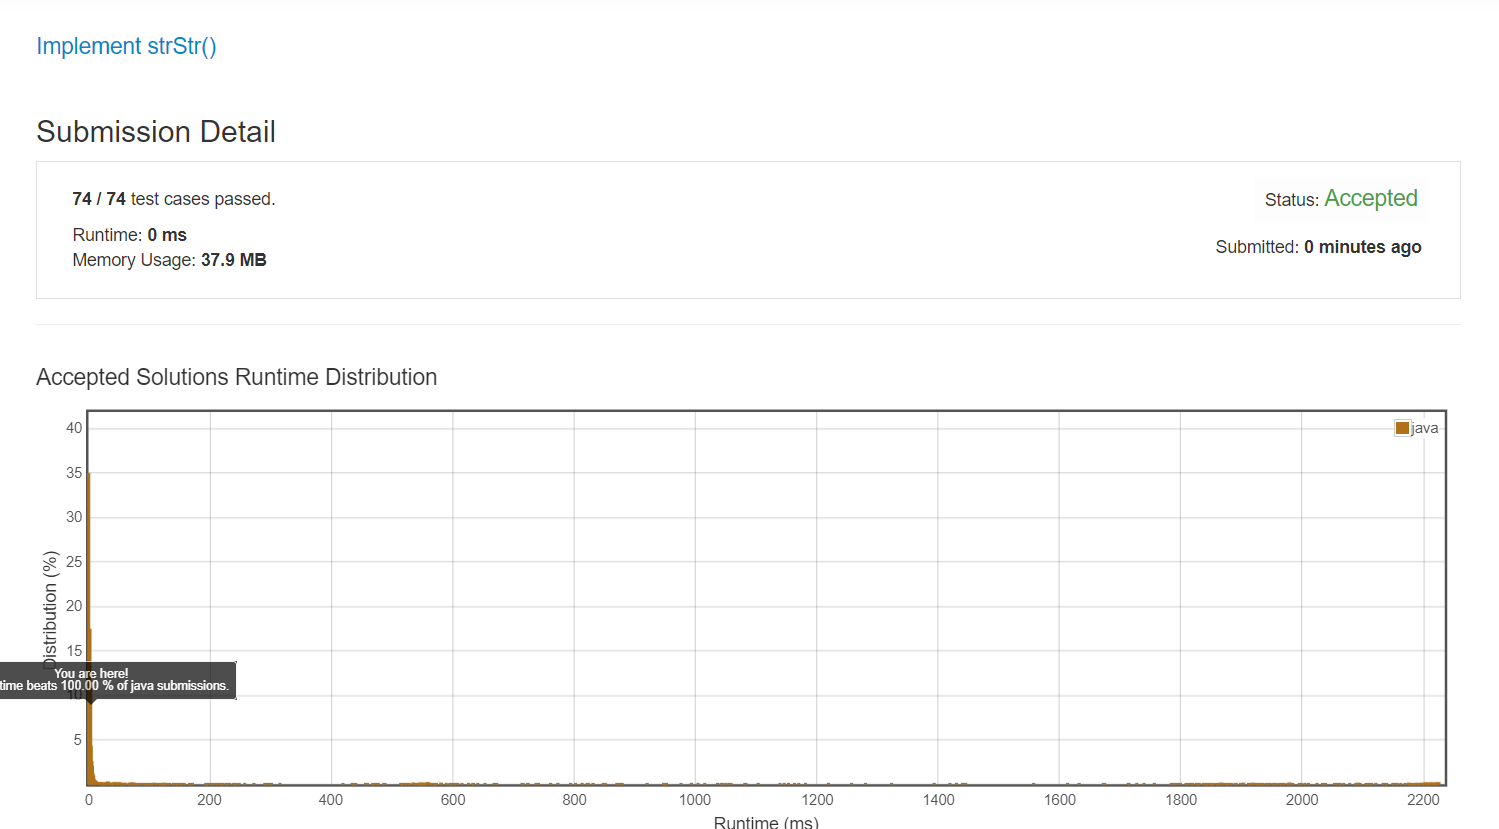 Implement strStr()
Submission Detail
74 / 74 test cases passed.
Status: Accepted
Runtime: 0 ms
Submitted: 0 minutes ago
Memory Usage: 37.9 MB
Accepted Solutions Runtime Distribution
java
40
35
30
25
20
15
10
5
Distribution (%)
You are here!
time beats 100.00 % of java submissions.
0 200 400 600 800 1000 1200 1400 1600 1800 2000 2200
Runtime (ms)